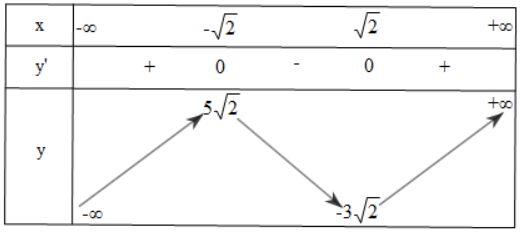 x -∞ -√2 √2 +∞
y' + 0 - 0 +
5√2 +∞
y
-∞ -3√2